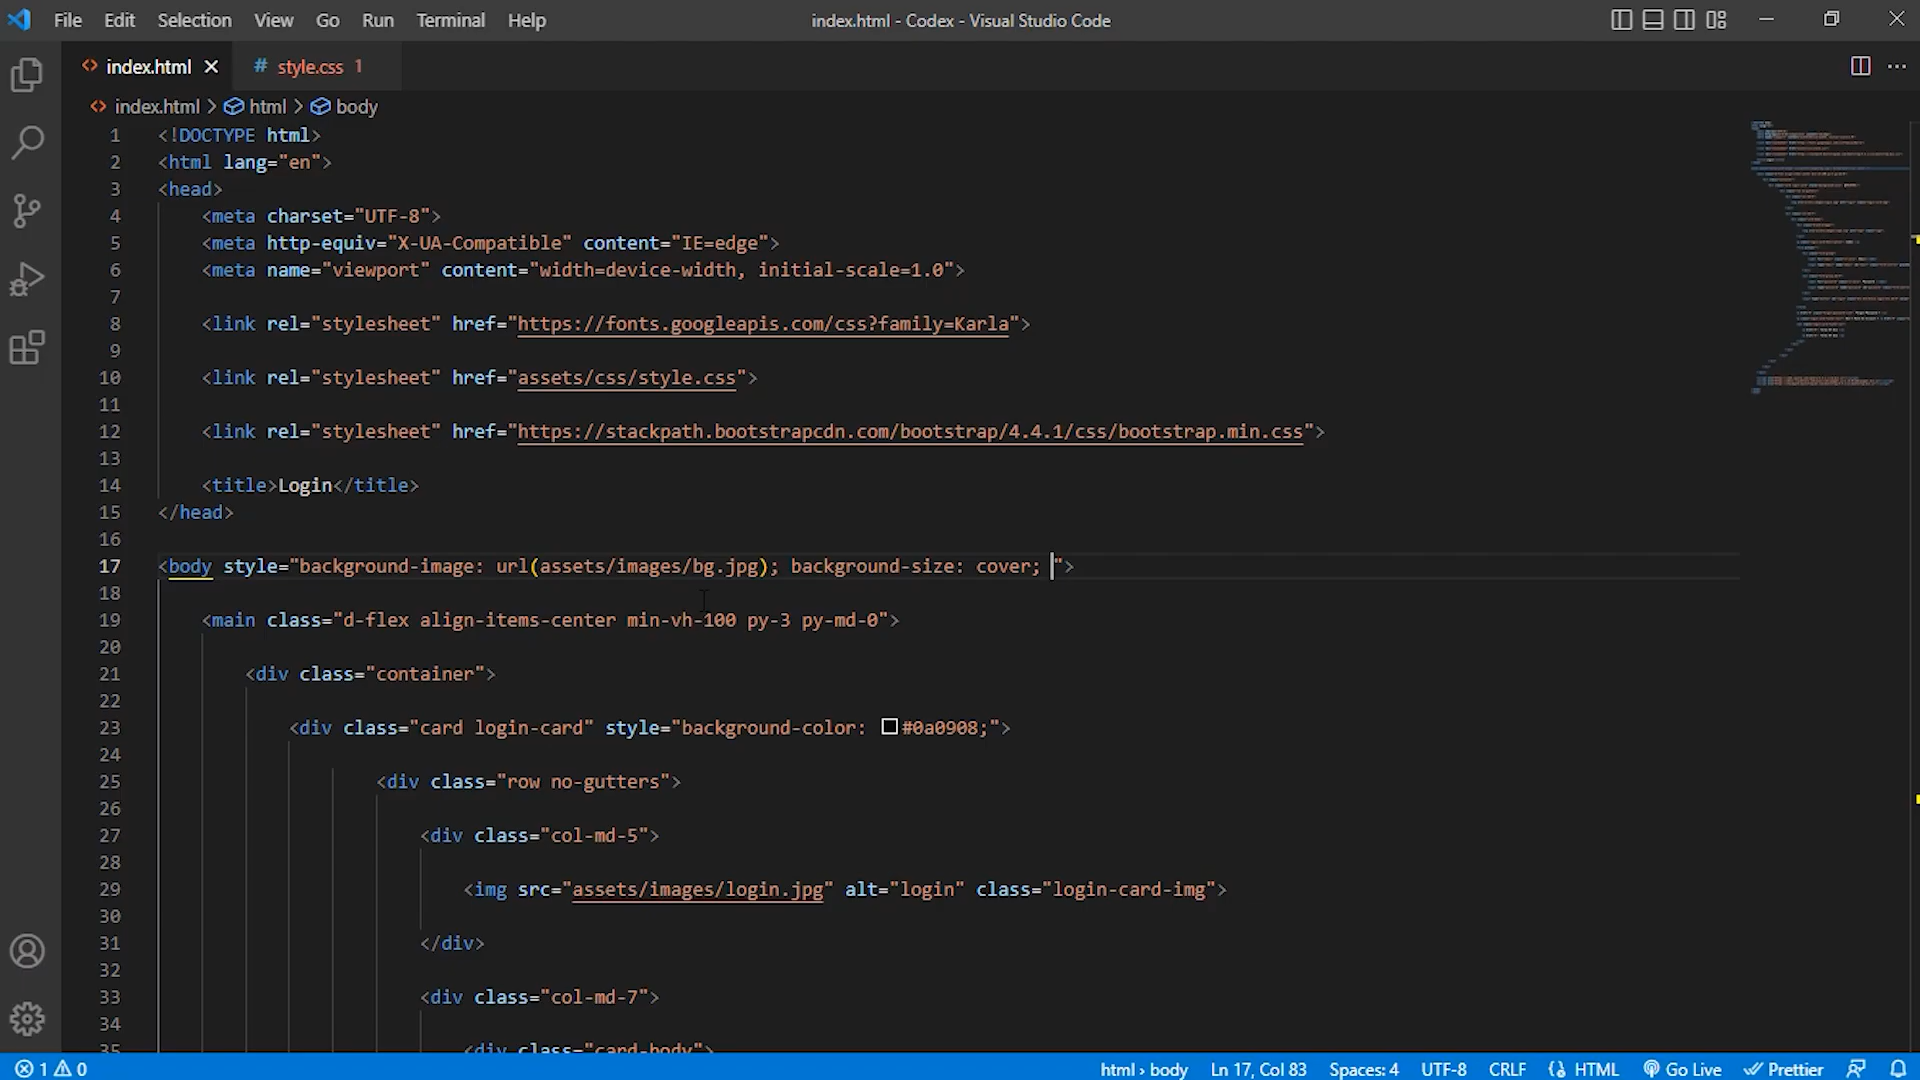 File Edit Selection View Go Run Terminal Help index.html - Codex - Visual Studio Code
index.html style.css 1
index.html > html > body
1 <!DOCTYPE html>
2 <html lang="en">
3 <head>
4 <meta charset="UTF-8">
5 <meta http-equiv="X-UA-Compatible" content="IE=edge">
6 <meta name="viewport" content="width=device-width, initial-scale=1.0">
7
8 <link rel="stylesheet" href="https://fonts.googleapis.com/css?family=Karla">
9
10 <link rel="stylesheet" href="assets/css/style.css">
11
12 <link rel="stylesheet" href="https://stackpath.bootstrapcdn.com/bootstrap/4.4.1/css/bootstrap.min.css">
13
14 <title>Login</title>
15 </head>
16
17 <body style="background-image: url(assets/images/bg.jpg); background-size: cover; ">
18
19 <main class="d-flex align-items-center min-vh-100 py-3 py-md-0">
20
21 <div class="container">
22
23 <div class="card login-card" style="background-color: #0a0908;">
24
25 <div class="row no-gutters">
26
27 <div class="col-md-5">
28
29 <img src="assets/images/login.jpg" alt="login" class="login-card-img">
30
31 </div>
32
33 <div class="col-md-7">
34
35 <div class="card-body">
1 0 html › body Ln 17, Col 83 Spaces: 4 UTF-8 CRLF HTML Go Live Prettier